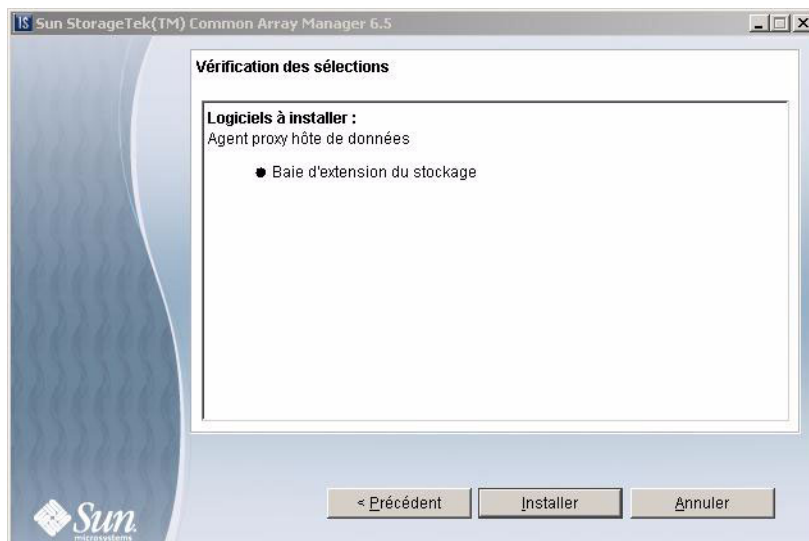 Sun StorageTek(TM) Common Array Manager 6.5
Vérification des sélections
Logiciels à installer :
Agent proxy hôte de données
Baie d'extension du stockage
< Précédent
Installer
Annuler
Sun
microsystems